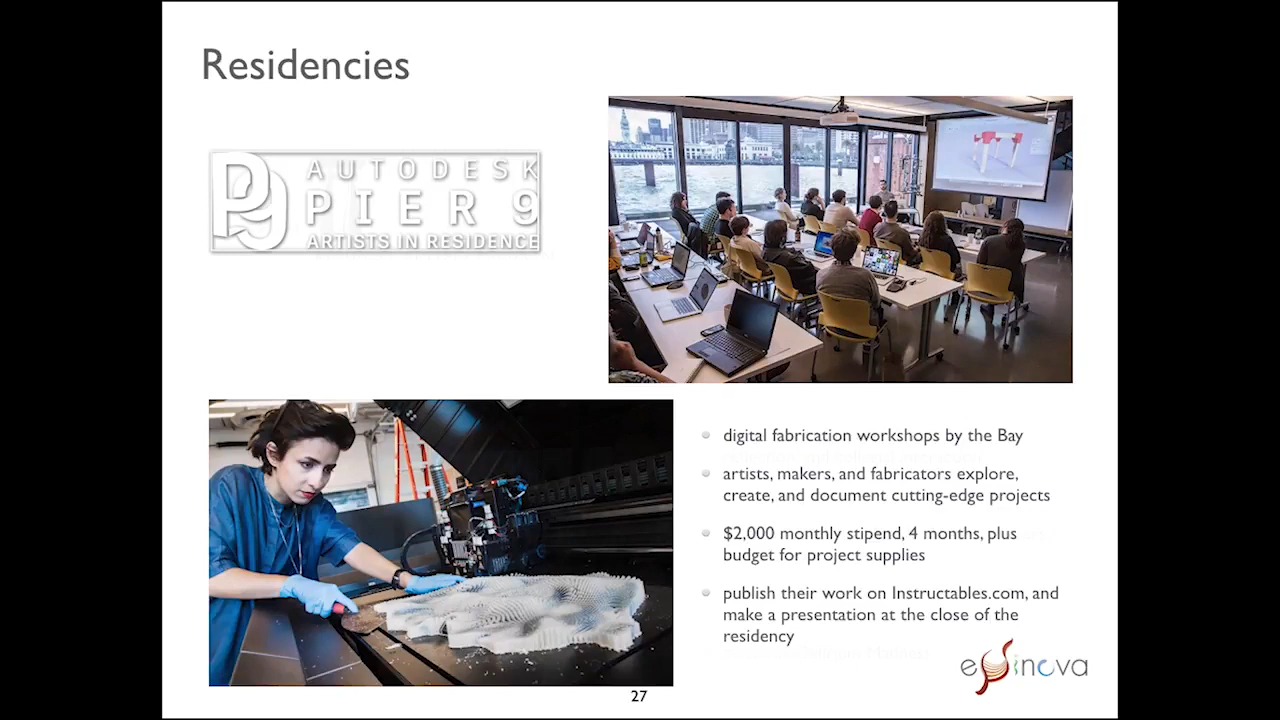 Residencies
P9
AUTODESK
PIER 9
ARTISTS IN RESIDENCE
digital fabrication workshops by the Bay
artists, makers, and fabricators explore,
create, and document cutting-edge projects
$2,000 monthly stipend, 4 months, plus
budget for project supplies
publish their work on Instructables.com, and
make a presentation at the close of the
residency
eSinova
27